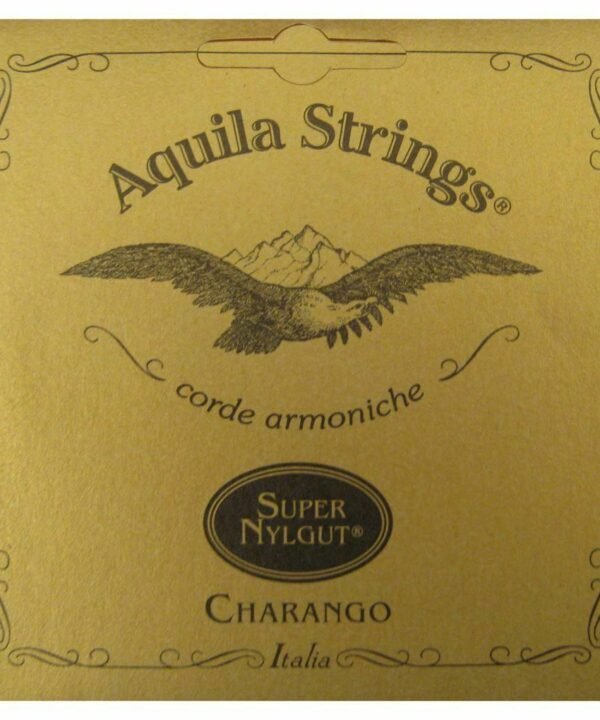 Aquila Strings®
corde armoniche
SUPER
NYLGUT®
CHARANGO
Italia